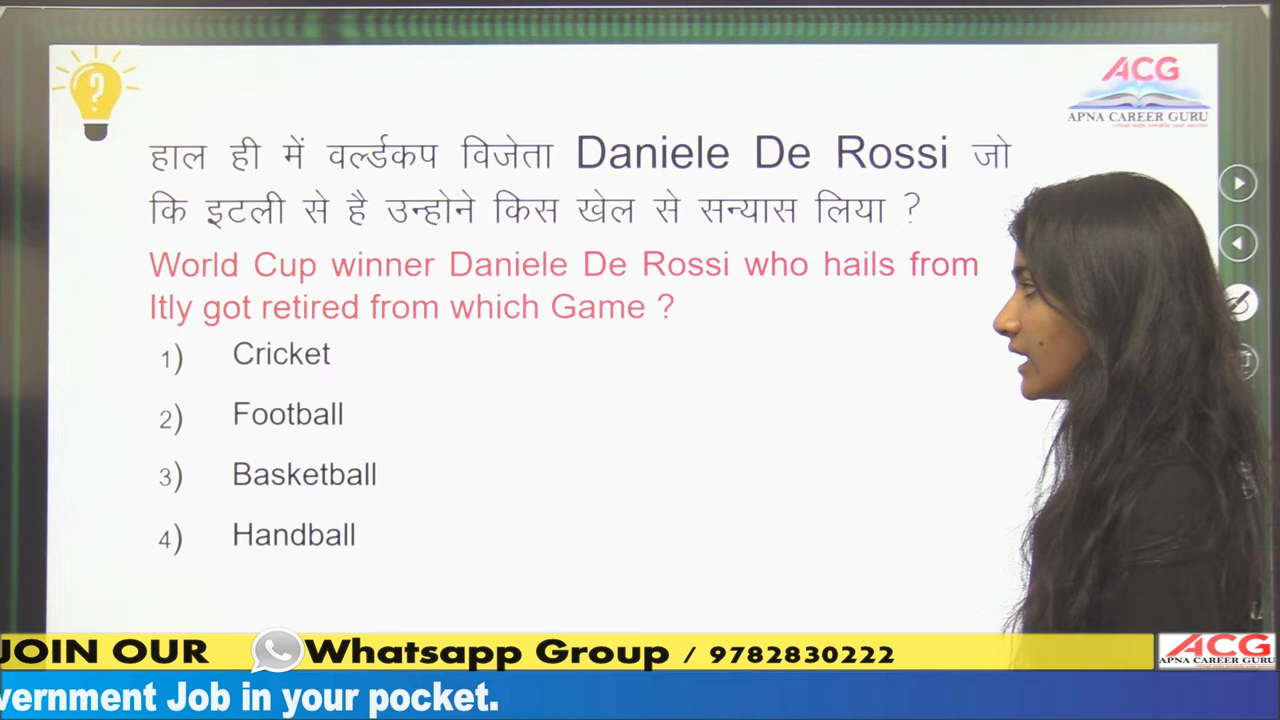 ACG
APNA CAREER GURU
हाल ही में वर्ल्डकप विजेता Daniele De Rossi जो
कि इटली से है उन्होने किस खेल से सन्यास लिया ?
World Cup winner Daniele De Rossi who hails from
Itly got retired from which Game ?
1) Cricket
2) Football
3) Basketball
4) Handball
JOIN OUR Whatsapp Group / 9782830222
ACG
APNA CAREER GURU
vernment Job in your pocket.